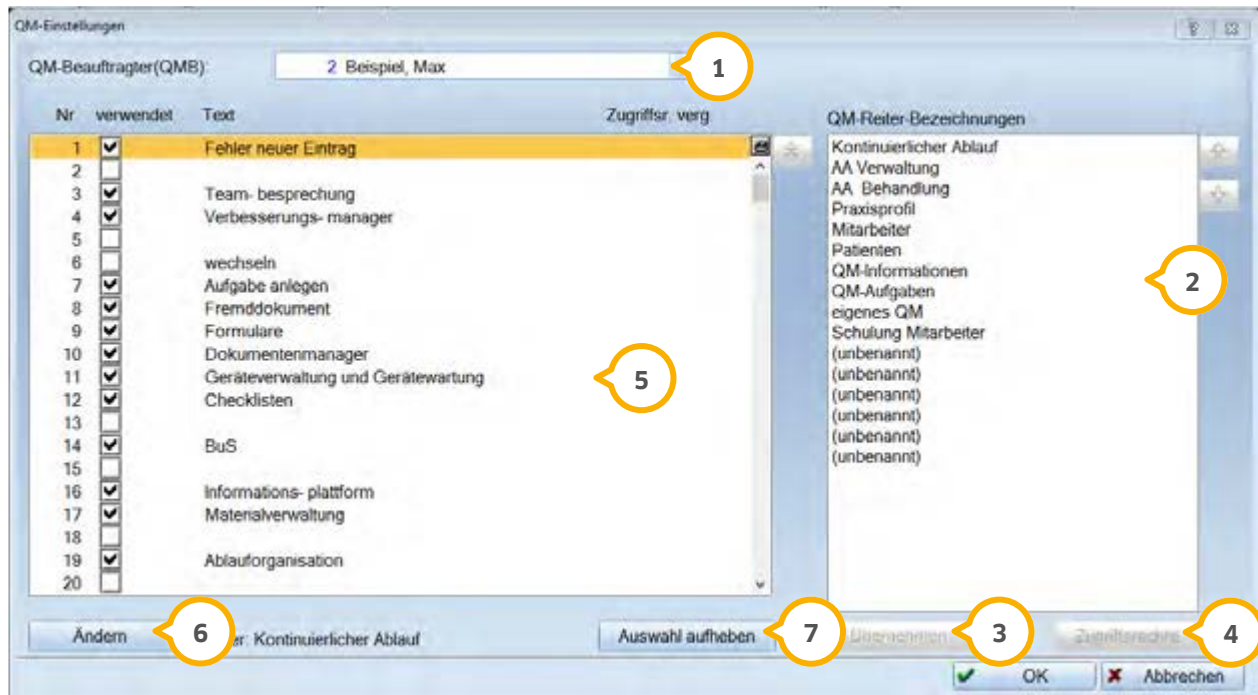 QM-Einstellungen
QM-Beauftragter(QMB): 2 Beispiel, Max 1
Nr verwendet Text Zugriffsr. verg
1 Fehler neuer Eintrag
2
3 Team- besprechung
4 Verbesserungs- manager
5
6 wechseln
7 Aufgabe anlegen
8 Fremddokument
9 Formulare
10 Dokumentenmanager
11 Geräteverwaltung und Gerätewartung
12 Checklisten
13
14 BuS
15
16 Informations- plattform
17 Materialverwaltung
18
19 Ablauforganisation
20
5
QM-Reiter-Bezeichnungen
Kontinuierlicher Ablauf
AA Verwaltung
AA Behandlung
Praxisprofil
Mitarbeiter
Patienten
QM-Informationen
QM-Aufgaben
eigenes QM
Schulung Mitarbeiter
(unbenannt)
(unbenannt)
(unbenannt)
(unbenannt)
(unbenannt)
(unbenannt)
2
Ändern 6 er: Kontinuierlicher Ablauf Auswahl aufheben 7 Übernehmen 3 Zugriffsrechte 4
OK Abbrechen